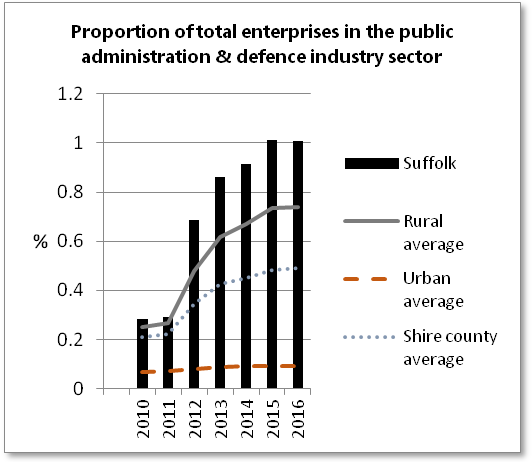 Proportion of total enterprises in the public
administration & defence industry sector
1.2
1
0.8
0.6
0.4
0.2
0
%
2010
2011
2012
2013
2014
2015
2016
Suffolk
Rural
average
Urban
average
Shire county
average